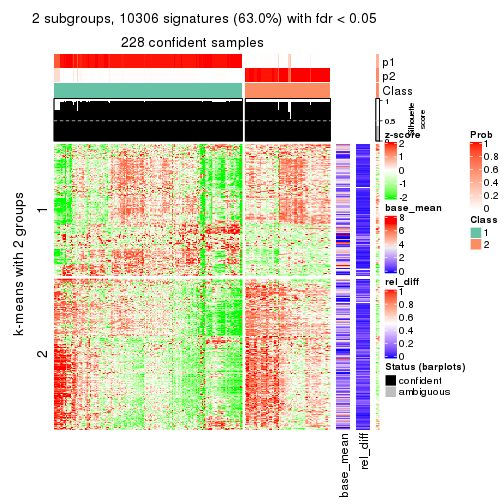 2 subgroups, 10306 signatures (63.0%) with fdr < 0.05
228 confident samples
p1
p2
Class
1
0.5
0
Silhouette
score
k-means with 2 groups
1
2
base_mean
rel_diff
z-score
2
1
0
-1
-2
base_mean
8
6
4
2
0
rel_diff
1
0.8
0.6
0.4
0.2
0
Status (barplots)
confident
ambiguous
Prob
1
0.8
0.6
0.4
0.2
0
Class
1
2